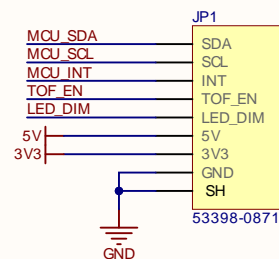 JP1
MCU_SDA SDA
MCU_SCL SCL
MCU_INT INT
TOF_EN TOF_EN
LED_DIM LED_DIM
5V 5V
3V3 3V3
GND
SH
53398-0871
GND